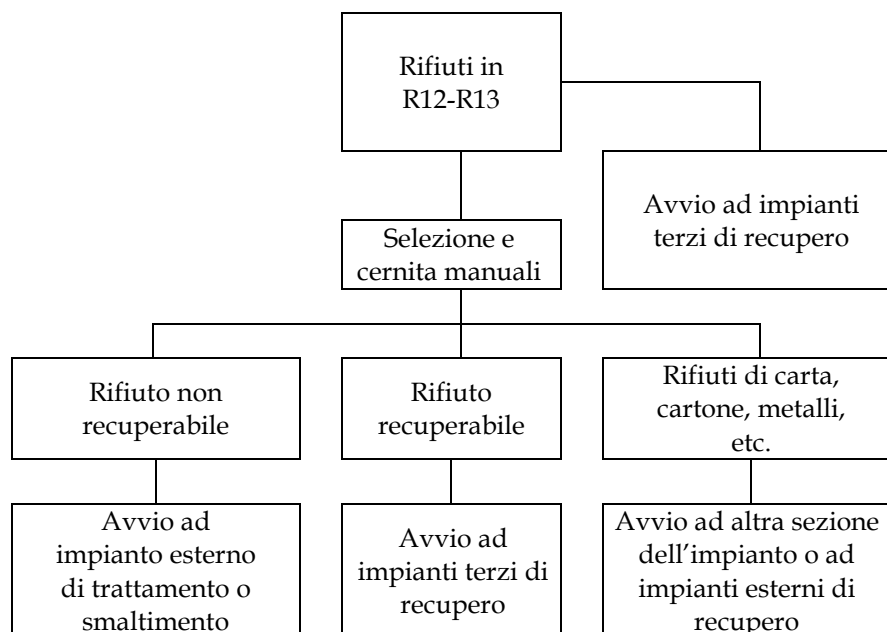 Rifiuti in
R12-R13
Avvio ad impianti
terzi di recupero
Selezione e
cernita manuali
Rifiuto non
recuperabile
Rifiuto
recuperabile
Rifiuti di carta,
cartone, metalli,
etc.
Avvio ad
impianto esterno
di trattamento o
smaltimento
Avvio ad
impianti terzi di
recupero
Avvio ad altra sezione
dell’impianto o ad
impianti esterni di
recupero